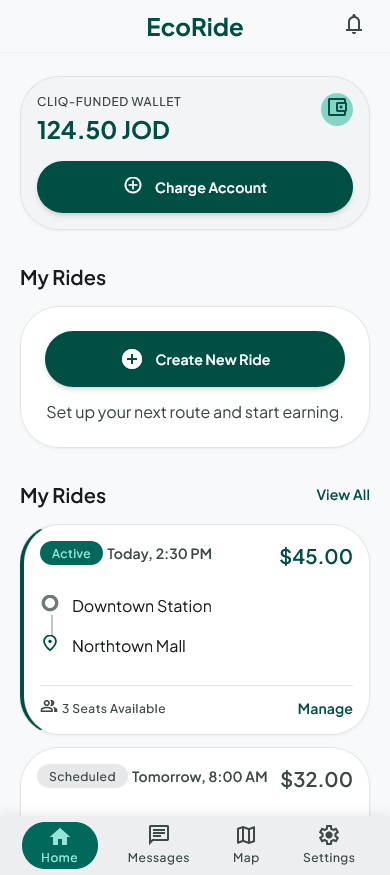 EcoRide
CLIQ-FUNDED WALLET
124.50 JOD
Charge Account
My Rides
Create New Ride
Set up your next route and start earning.
My Rides
View All
Active Today, 2:30 PM $45.00
Downtown Station
Northtown Mall
3 Seats Available
Manage
Scheduled Tomorrow, 8:00 AM $32.00
Home Messages Map Settings